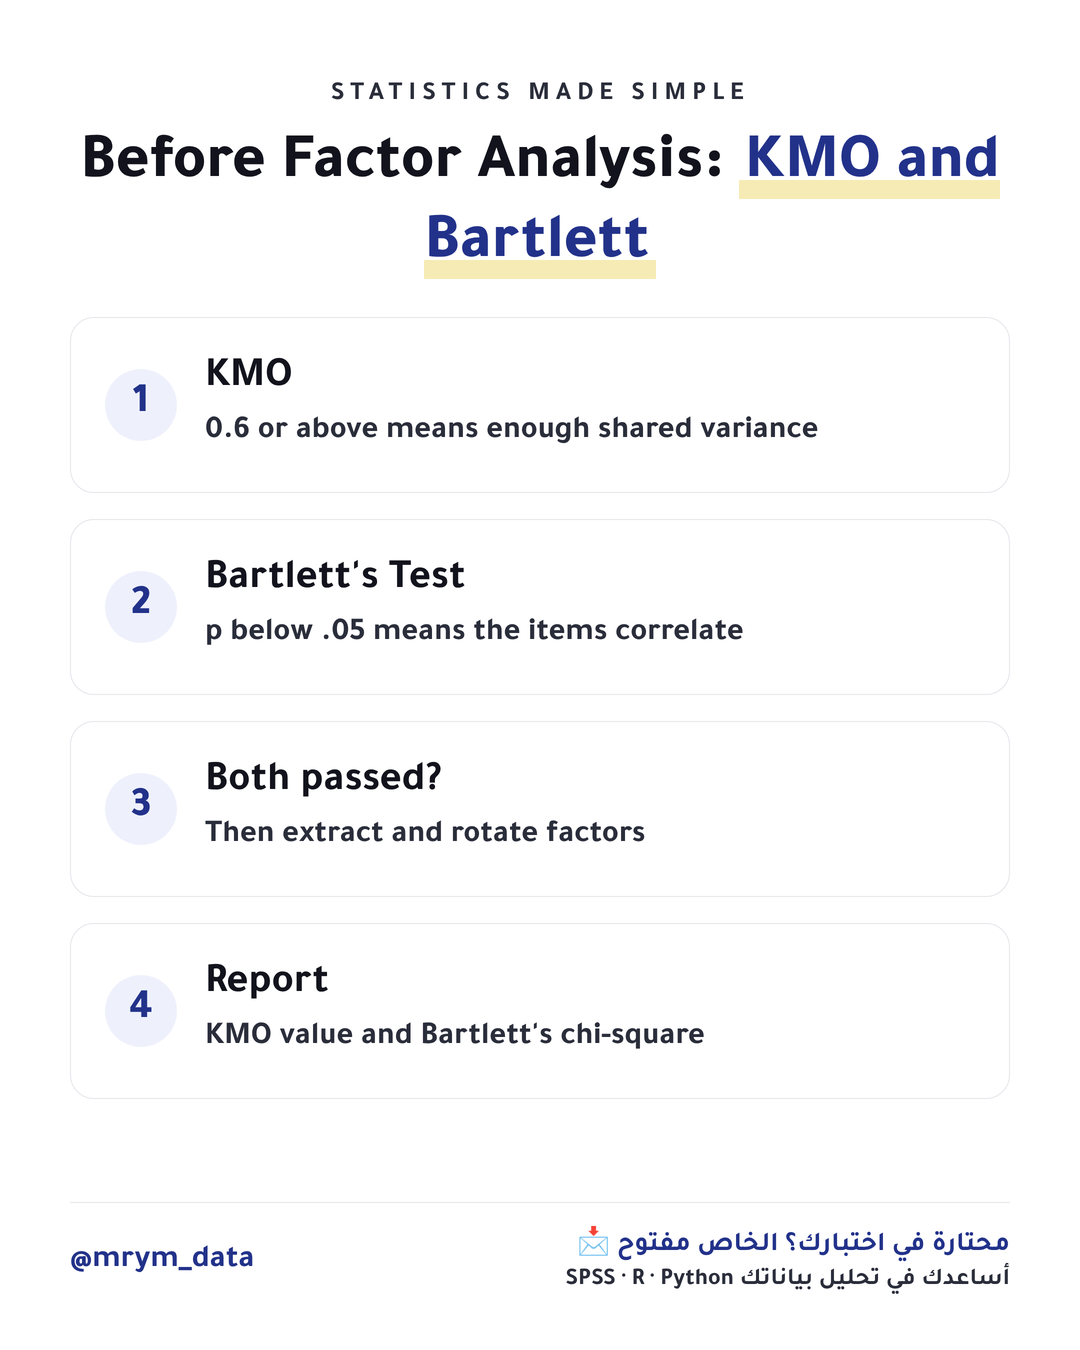 STATISTICS MADE SIMPLE
Before Factor Analysis: KMO and
Bartlett
1
KMO
0.6 or above means enough shared variance
2
Bartlett's Test
p below .05 means the items correlate
3
Both passed?
Then extract and rotate factors
4
Report
KMO value and Bartlett's chi-square
@mrym_data
محتارة في اختبارك؟ الخاص مفتوح 📩
أساعدك في تحليل بياناتك SPSS · R · Python